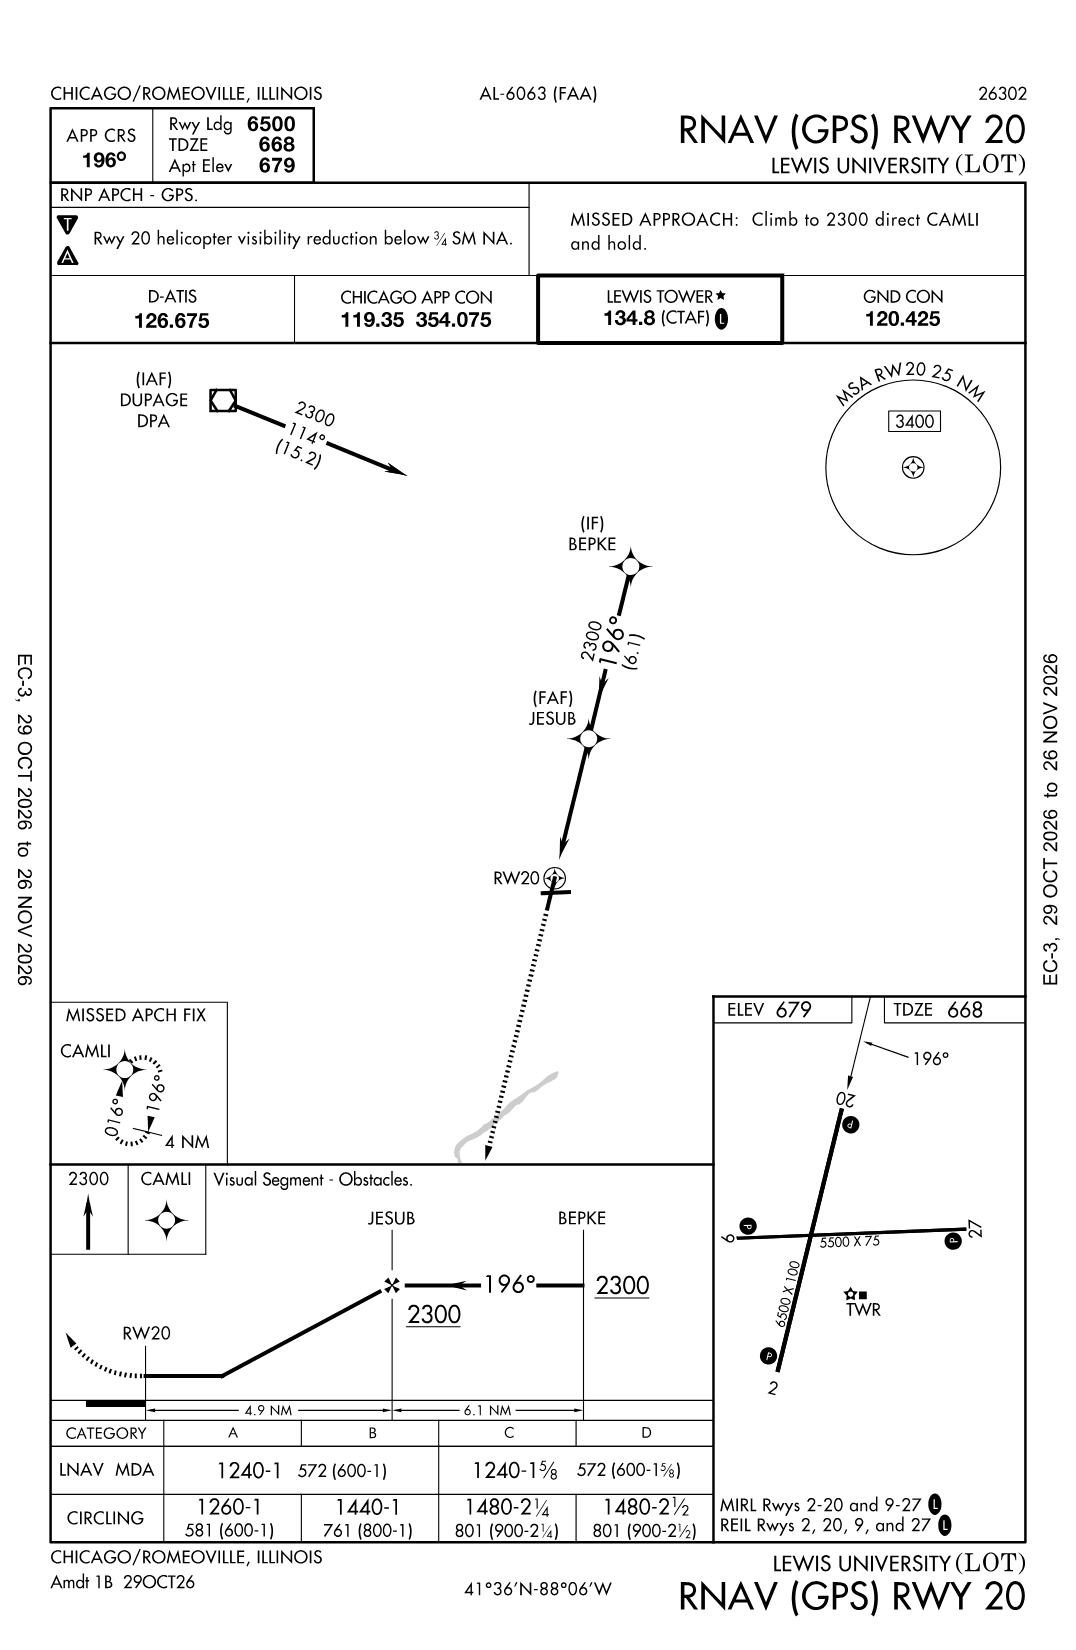 CHICAGO/ROMEOVILLE, ILLINOIS
AL-6063 (FAA)
26302
APP CRS
196°
Rwy Ldg 6500
TDZE 668
Apt Elev 679
RNAV (GPS) RWY 20
LEWIS UNIVERSITY (LOT)
RNP APCH - GPS.
T
A
Rwy 20 helicopter visibility reduction below ¾ SM NA.
MISSED APPROACH: Climb to 2300 direct CAMLI
and hold.
D-ATIS
126.675
CHICAGO APP CON
119.35 354.075
LEWIS TOWER★
134.8 (CTAF) L
GND CON
120.425
(IAF)
DUPAGE
DPA
2300
114°
(15.2)
MSA RW20 25 NM
3400
(IF)
BEPKE
2300
196°
(6.1)
(FAF)
JESUB
RW20
EC-3, 29 OCT 2026 to 26 NOV 2026
EC-3, 29 OCT 2026 to 26 NOV 2026
MISSED APCH FIX
CAMLI
016°
196°
4 NM
ELEV 679
TDZE 668
196°
20
P
9
P
27
P
5500 X 75
6500 X 100
TWR
P
2
MIRL Rwys 2-20 and 9-27 L
REIL Rwys 2, 20, 9, and 27 L
2300
CAMLI
Visual Segment - Obstacles.
JESUB
BEPKE
196°
2300
2300
RW20
4.9 NM
6.1 NM
CATEGORY A B C D
LNAV MDA 1240-1 572 (600-1) 1240-1⅝ 572 (600-1⅝)
CIRCLING
1260-1 1440-1 1480-2¼ 1480-2½
581 (600-1) 761 (800-1) 801 (900-2¼) 801 (900-2½)
CHICAGO/ROMEOVILLE, ILLINOIS
Amdt 1B 29OCT26
41°36'N-88°06'W
LEWIS UNIVERSITY (LOT)
RNAV (GPS) RWY 20